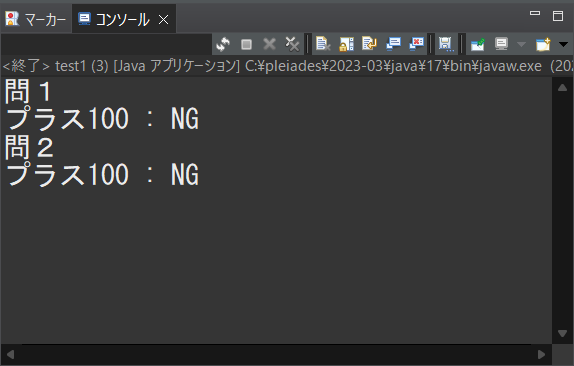 マーカー コンソール
<終了> test1 (3) [Java アプリケーション] C:¥pleiades¥2023-03¥java¥17¥bin¥javaw.exe (202
問１
プラス100 : NG
問２
プラス100 : NG